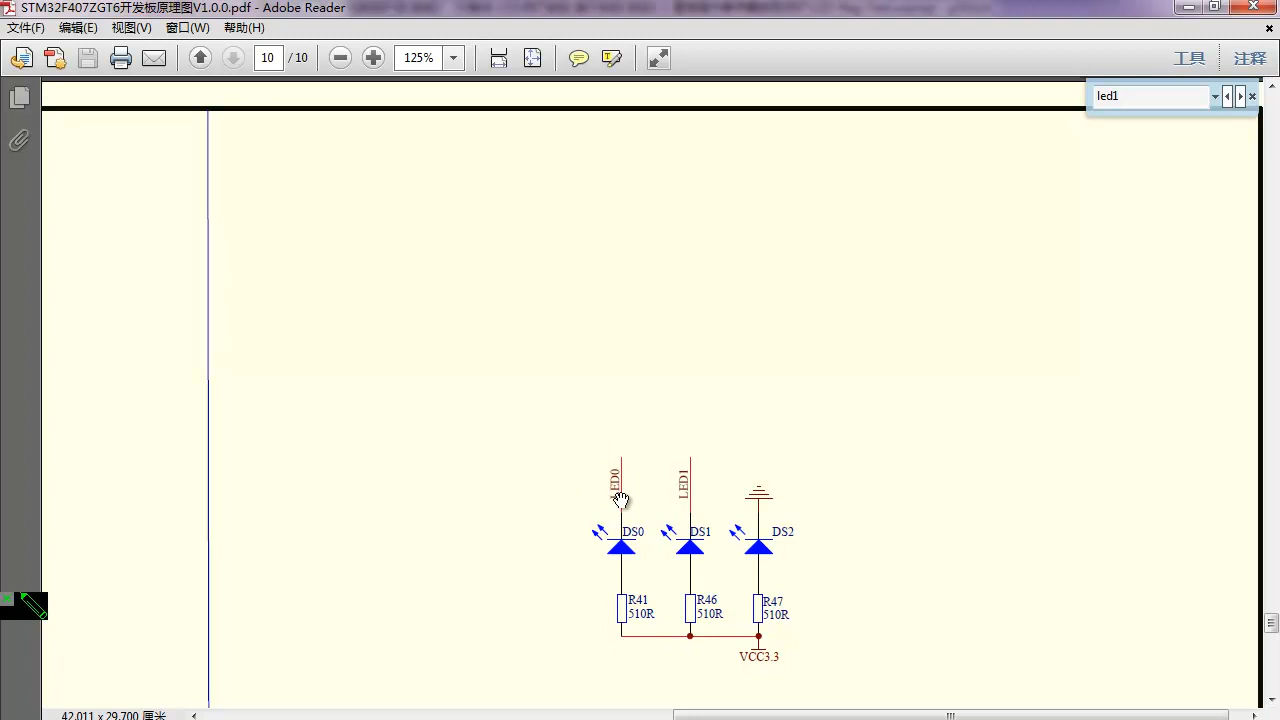 STM32F407ZGT6开发板原理图V1.0.0.pdf - Adobe Reader
文件(F) 编辑(E) 视图(V) 窗口(W) 帮助(H)
10 / 10 125% 工具 注释
led1
LED0 LED1
DS0 DS1 DS2
R41 R46 R47
510R 510R 510R
VCC3.3
42.011 x 29.700 厘米